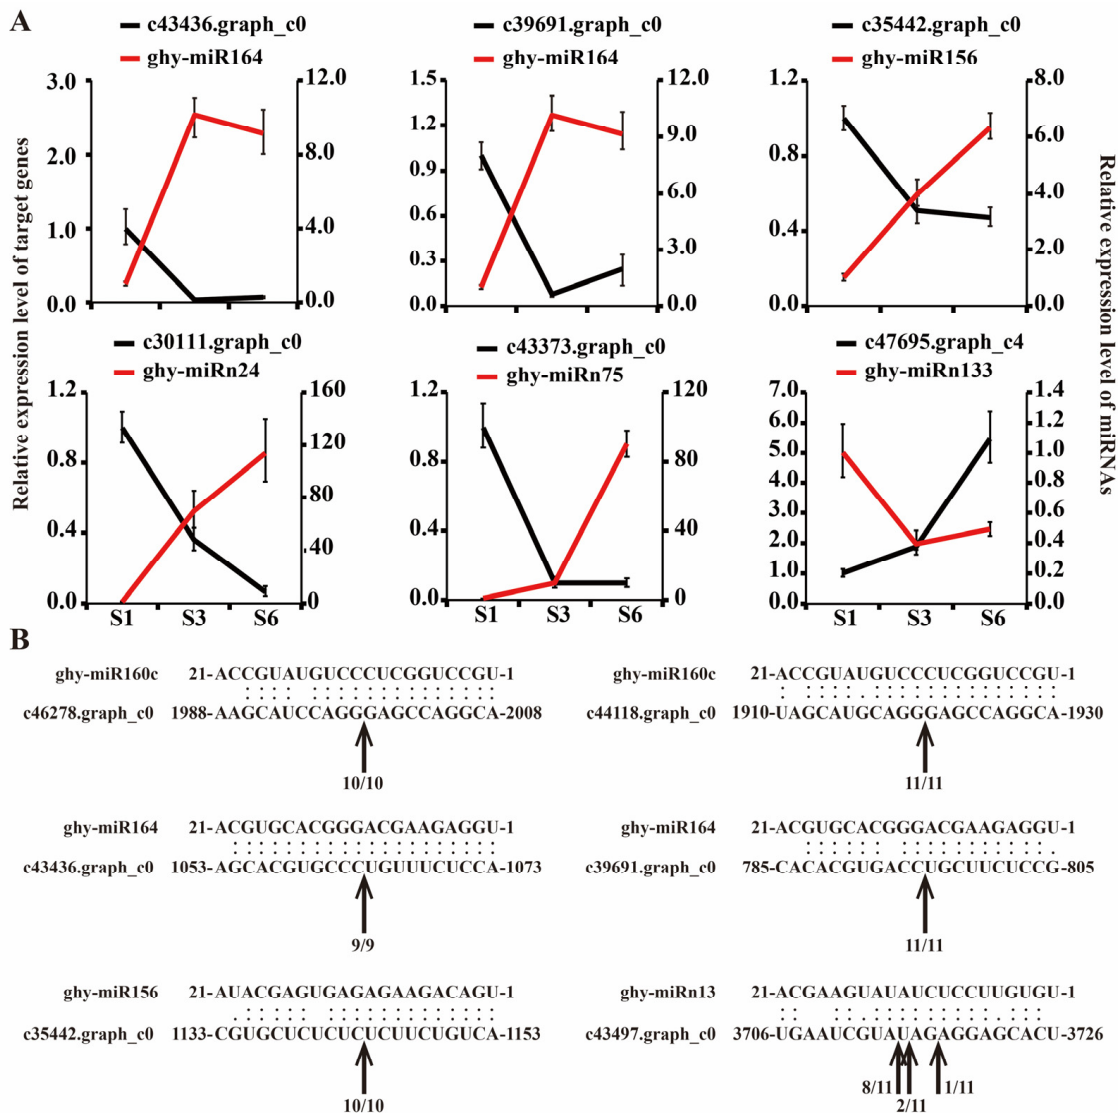 A
c43436.graph_c0
ghy-miR164
c39691.graph_c0
ghy-miR164
c35442.graph_c0
ghy-miR156
Relative expression level of target genes
3.0
2.0
1.0
0.0
12.0
8.0
4.0
0.0
1.5
1.2
0.9
0.6
0.3
0.0
12.0
9.0
6.0
3.0
0.0
1.2
0.8
0.4
0.0
8.0
6.0
4.0
2.0
0.0
Relative expression level of miRNAs
c30111.graph_c0
ghy-miRn24
c43373.graph_c0
ghy-miRn75
c47695.graph_c4
ghy-miRn133
1.2
0.8
0.4
0.0
160
120
80
40
0
S1 S3 S6
1.2
0.8
0.4
0.0
120
80
40
0
S1 S3 S6
7.0
6.0
5.0
4.0
3.0
2.0
1.0
0.0
1.4
1.2
1.0
0.8
0.6
0.4
0.2
0.0
S1 S3 S6
B
ghy-miR160c 21-ACCGUAUGUCCCUCGGUCCGU-1
c46278.graph_c0 1988-AAGCAUCCAGGGAGCCAGGCA-2008
10/10
ghy-miR160c 21-ACCGUAUGUCCCUCGGUCCGU-1
c44118.graph_c0 1910-UAGCAUGCAGGGAGCCAGGCA-1930
11/11
ghy-miR164 21-ACGUGCACGGGACGAAGAGGU-1
c43436.graph_c0 1053-AGCACGUGCCCUGUUUCUCCA-1073
9/9
ghy-miR164 21-ACGUGCACGGGACGAAGAGGU-1
c39691.graph_c0 785-CACACGUGACCUGCUUCUCCG-805
11/11
ghy-miR156 21-AUACGAGUGAGAGAAGACAGU-1
c35442.graph_c0 1133-CGUGCUCUCUCUCUUCUGUCA-1153
10/10
ghy-miRn13 21-ACGAAGUAUAUCUCCUUGUGU-1
c43497.graph_c0 3706-UGAAUCGUAUAGAGGAGCACU-3726
8/11
2/11
1/11